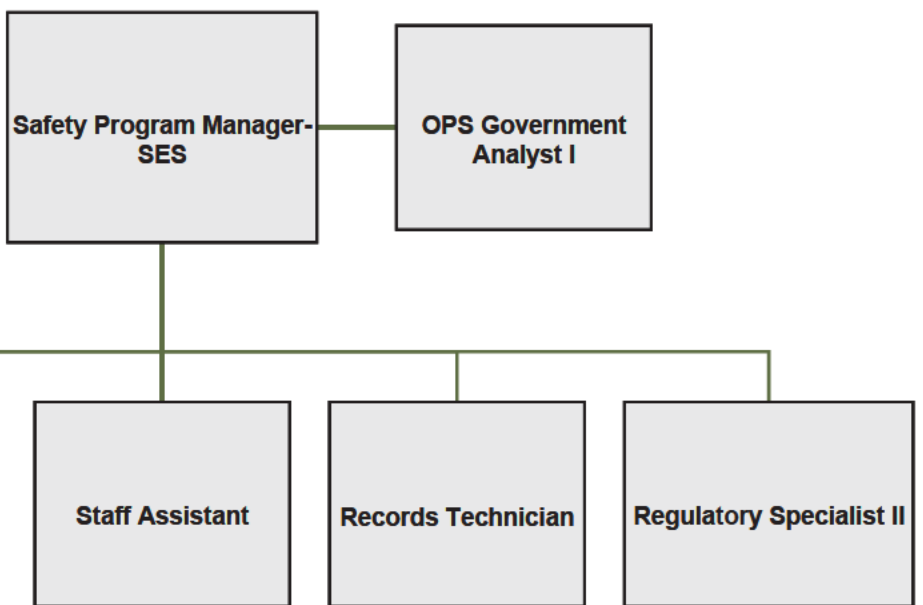 Safety Program Manager-
SES
OPS Government
Analyst I
Staff Assistant
Records Technician
Regulatory Specialist II